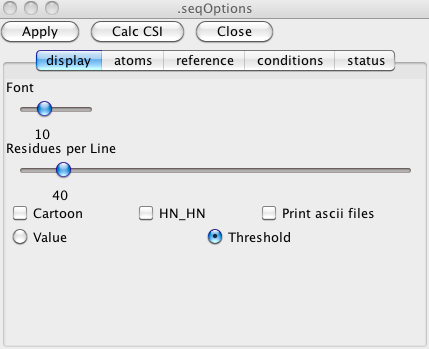 .seqOptions
Apply Calc CSI Close
display atoms reference conditions status
Font
10
Residues per Line
40
Cartoon HN_HN Print ascii files
Value Threshold